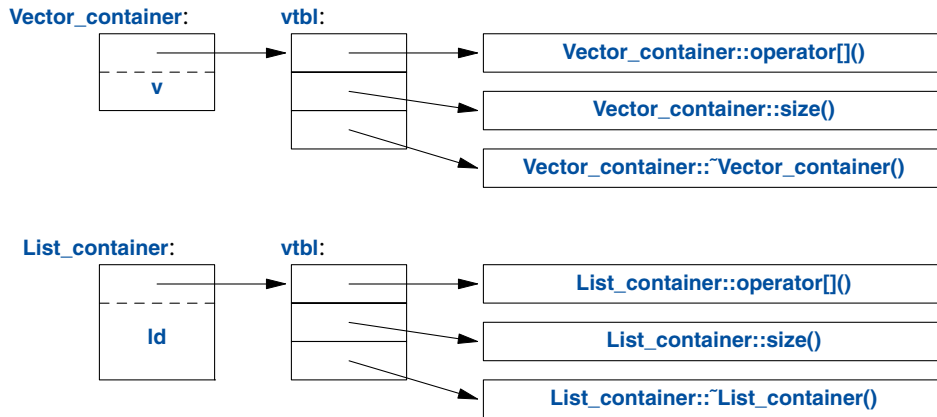 Vector_container: vtbl:
Vector_container::operator[]()
v
Vector_container::size()
Vector_container::˜Vector_container()
List_container: vtbl:
List_container::operator[]()
ld
List_container::size()
List_container::˜List_container()